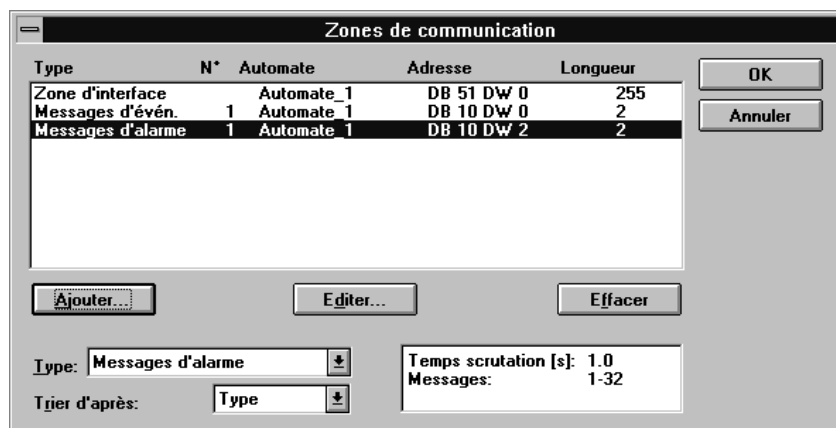 Zones de communication
Type N° Automate Adresse Longueur
Zone d'interface Automate_1 DB 51 DW 0 255
Messages d'évén. 1 Automate_1 DB 10 DW 0 2
Messages d'alarme 1 Automate_1 DB 10 DW 2 2
OK
Annuler
Ajouter... Editer... Effacer
Type: Messages d'alarme
Trier d'après: Type
Temps scrutation [s]: 1.0
Messages: 1-32